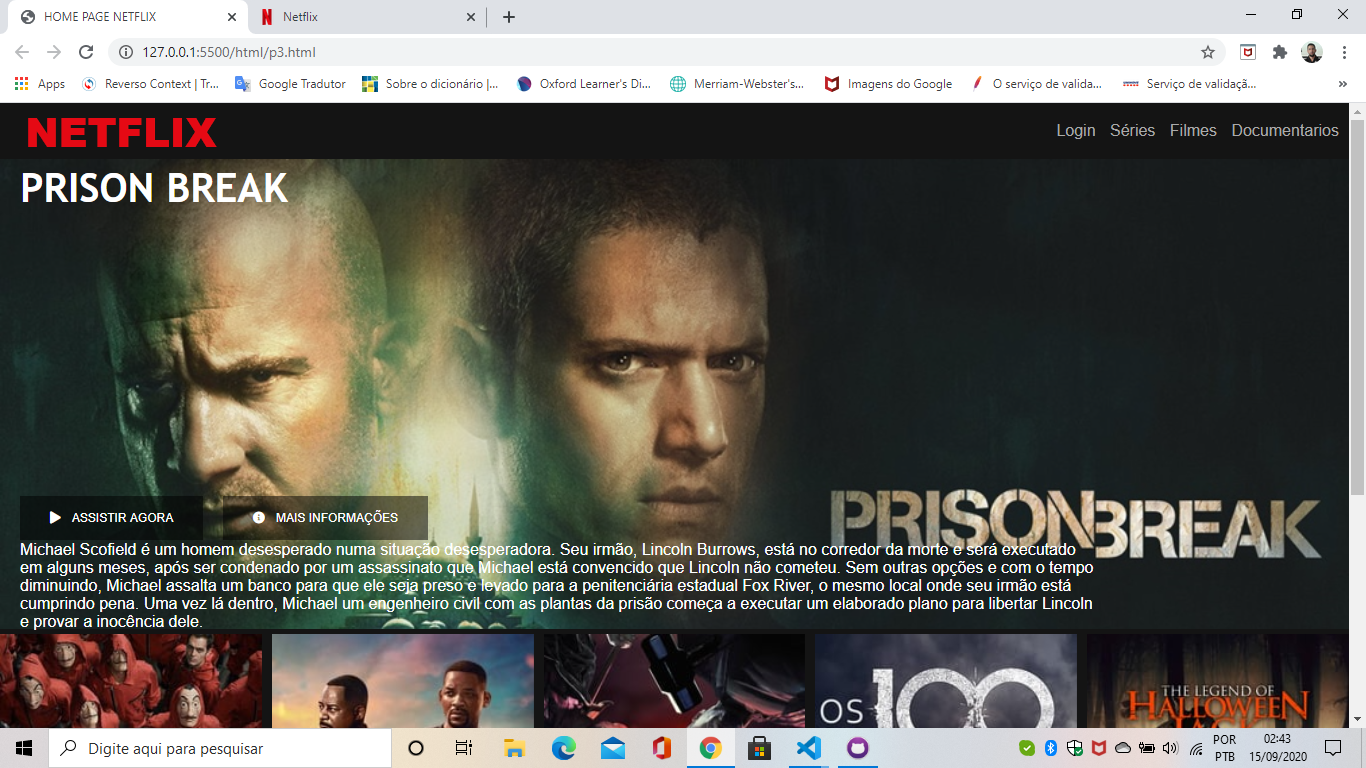 HOME PAGE NETFLIX
Netflix
127.0.0.1:5500/html/p3.html
Apps
Reverso Context | Tr...
Google Tradutor
Sobre o dicionário |...
Oxford Learner's Di...
Merriam-Webster's...
Imagens do Google
O serviço de valida...
Serviço de validaçã...
NETFLIX
Login Séries Filmes Documentarios
PRISON BREAK
PRISON BREAK
ASSISTIR AGORA
MAIS INFORMAÇÕES
Michael Scofield é um homem desesperado numa situação desesperadora. Seu irmão, Lincoln Burrows, está no corredor da morte e será executado
em alguns meses, após ser condenado por um assassinato que Michael está convencido que Lincoln não cometeu. Sem outras opções e com o tempo
diminuindo, Michael assalta um banco para que ele seja preso e levado para a penitenciária estadual Fox River, o mesmo local onde seu irmão está
cumprindo pena. Uma vez lá dentro, Michael um engenheiro civil com as plantas da prisão começa a executar um elaborado plano para libertar Lincoln
e provar a inocência dele.
OS 100
THE LEGEND OF
HALLOWEEN
Digite aqui para pesquisar
POR
PTB
02:43
15/09/2020